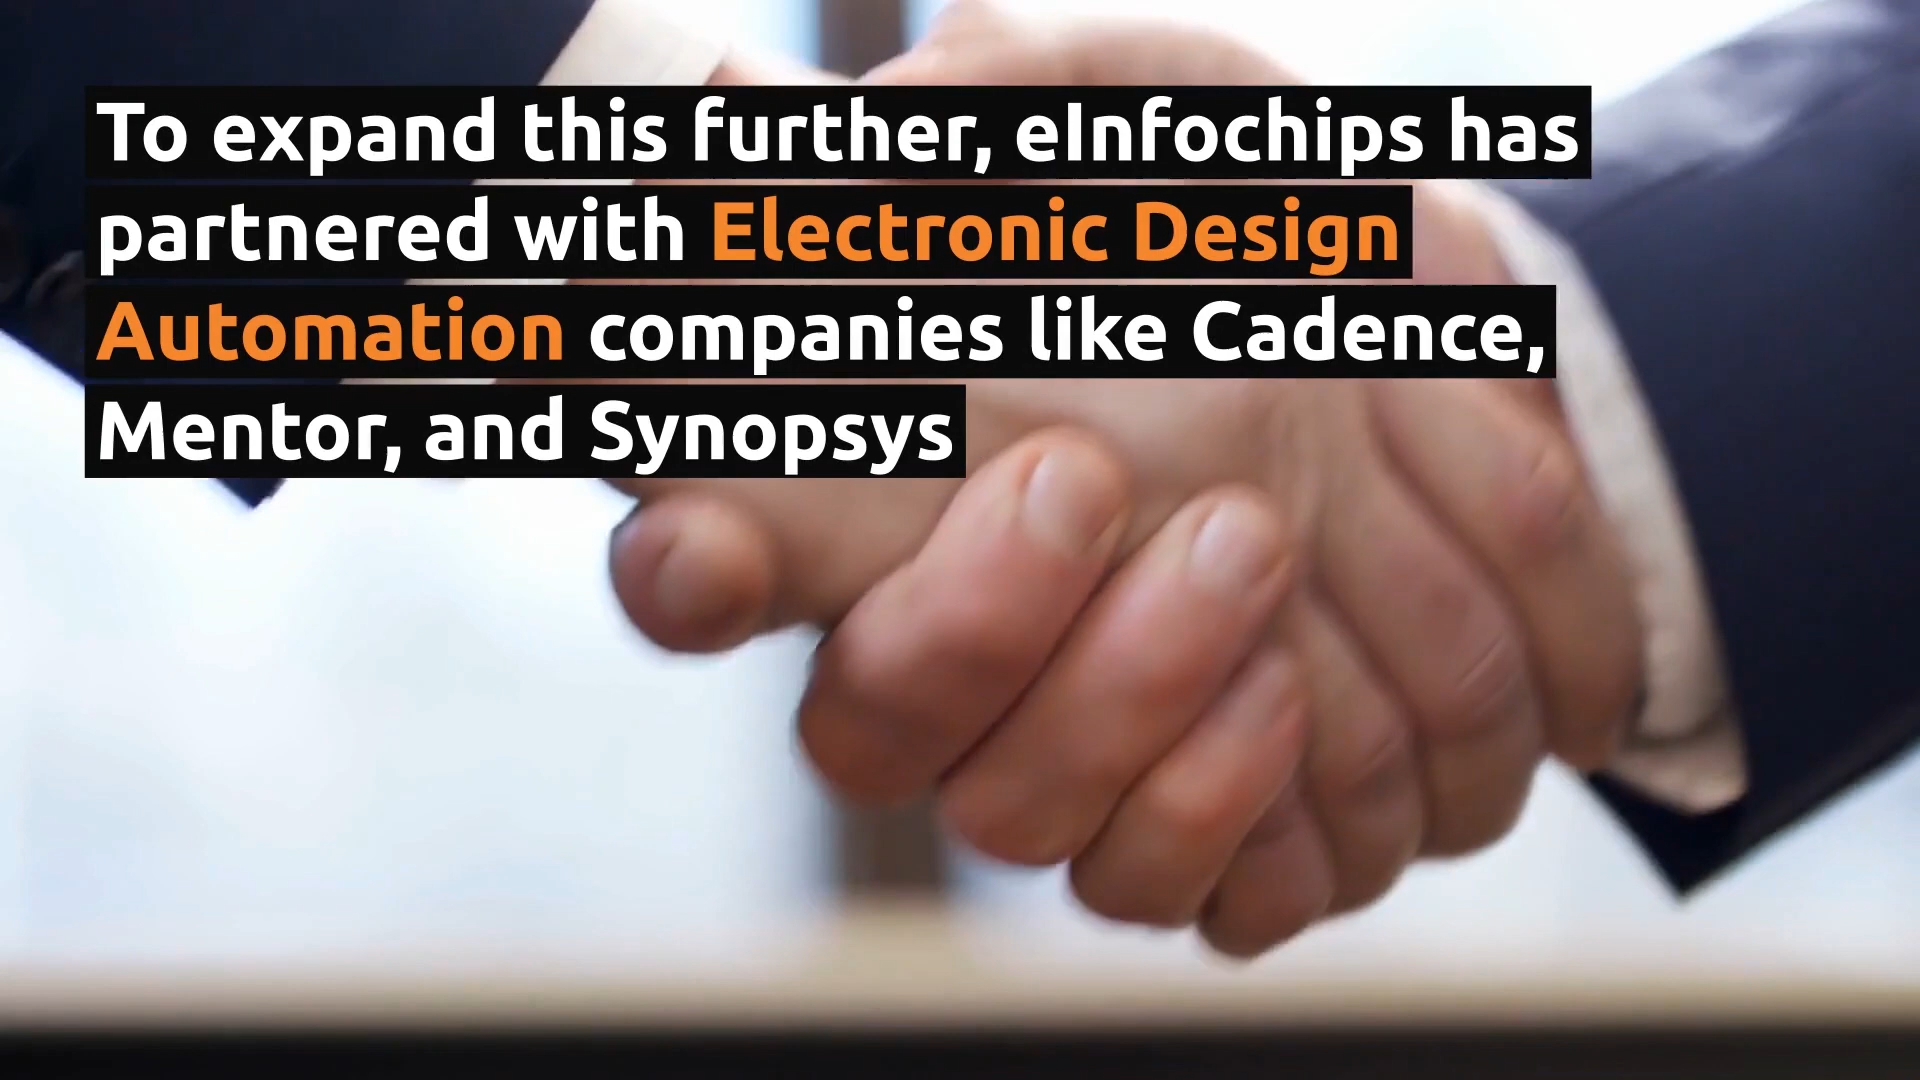 To expand this further, eInfochips has
partnered with Electronic Design
Automation companies like Cadence,
Mentor, and Synopsys